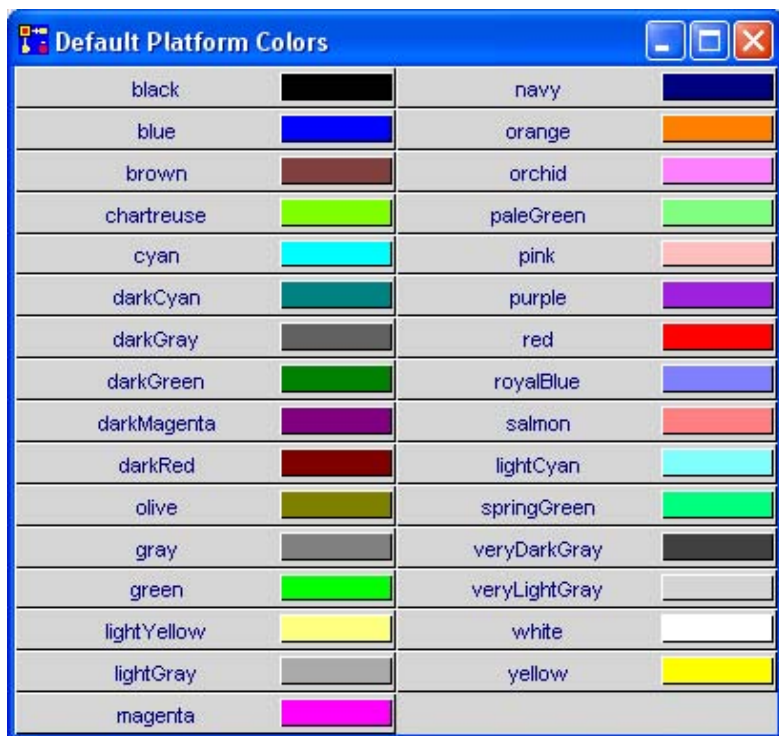 Default Platform Colors
black
blue
brown
chartreuse
cyan
darkCyan
darkGray
darkGreen
darkMagenta
darkRed
olive
gray
green
lightYellow
lightGray
magenta
navy
orange
orchid
paleGreen
pink
purple
red
royalBlue
salmon
lightCyan
springGreen
veryDarkGray
veryLightGray
white
yellow